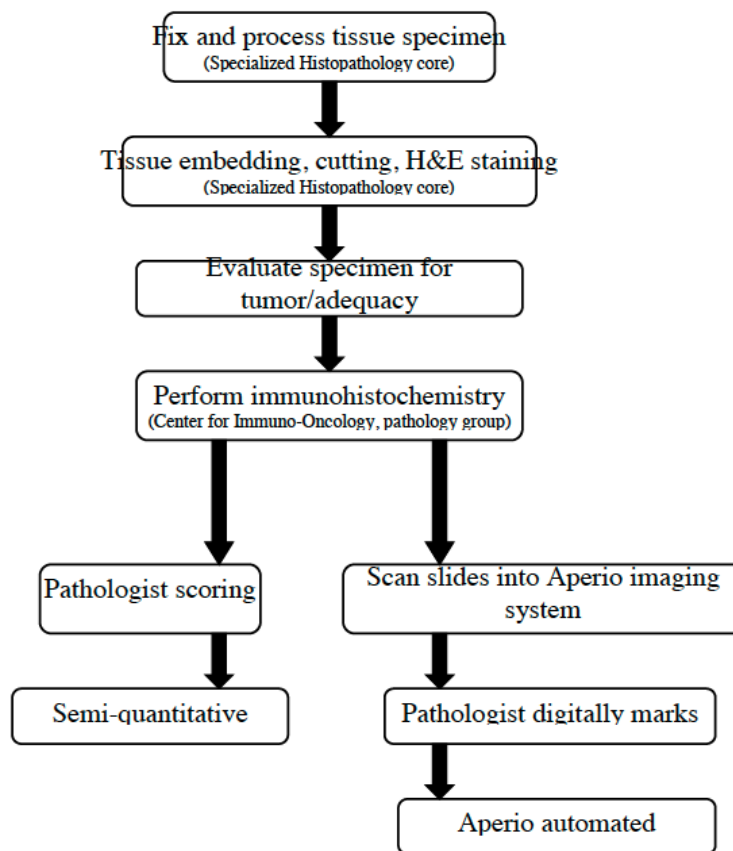 Fix and process tissue specimen
(Specialized Histopathology core)
Tissue embedding, cutting, H&E staining
(Specialized Histopathology core)
Evaluate specimen for
tumor/adequacy
Perform immunohistochemistry
(Center for Immuno-Oncology, pathology group)
Pathologist scoring
Scan slides into Aperio imaging
system
Semi-quantitative
Pathologist digitally marks
Aperio automated